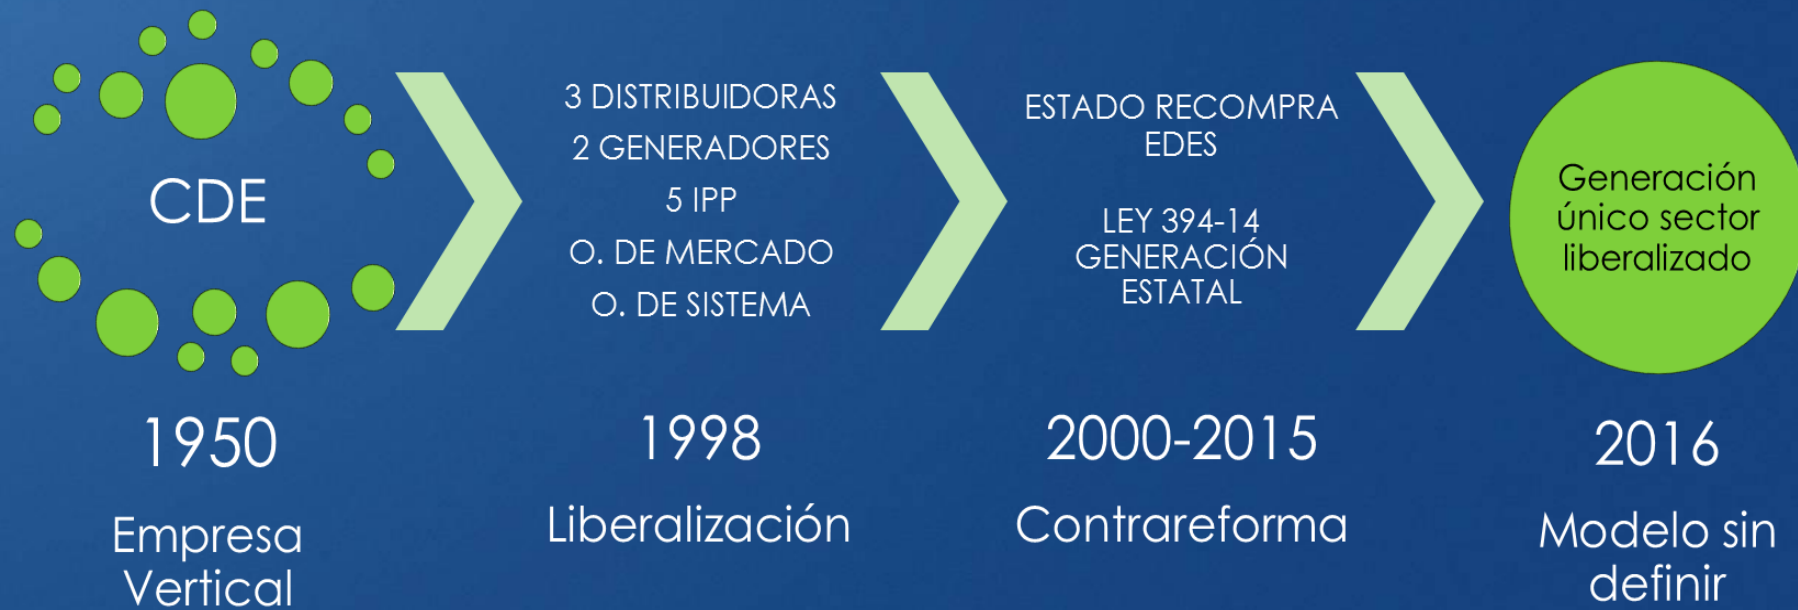 CDE
1950
Empresa
Vertical
3 DISTRIBUIDORAS
2 GENERADORES
5 IPP
O. DE MERCADO
O. DE SISTEMA
1998
Liberalización
ESTADO RECOMPRA
EDES
LEY 394-14
GENERACIÓN
ESTATAL
2000-2015
Contrareforma
Generación
único sector
liberalizado
2016
Modelo sin
definir